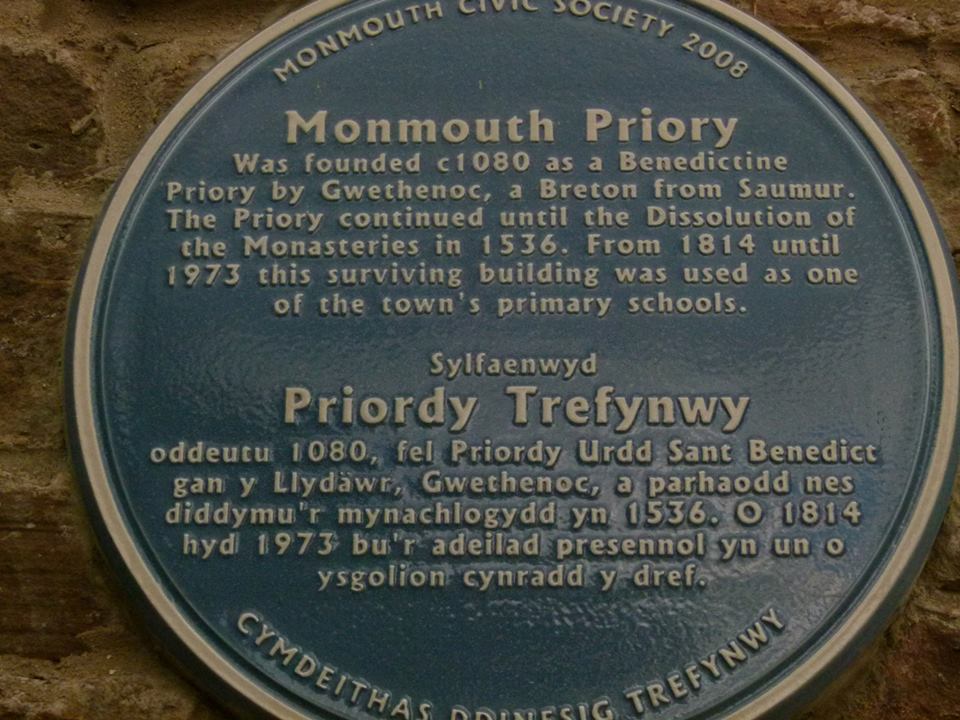 MONMOUTH CIVIC SOCIETY 2008
Monmouth Priory
Was founded c1080 as a Benedictine
Priory by Gwethenoc, a Breton from Saumur.
The Priory continued until the Dissolution of
the Monasteries in 1536. From 1814 until
1973 this surviving building was used as one
of the town's primary schools.
Sylfaenwyd
Priordy Trefynwy
oddeutu 1080, fel Priordy Urdd Sant Benedict
gan y Llydäwr, Gwethenoc, a parhaodd nes
diddymu'r mynachlogydd yn 1536. O 1814
hyd 1973 bu'r adeilad presennol yn un o
ysgolion cynradd y dref.
CYMDEITHAS DDINESIG TREFYNWY